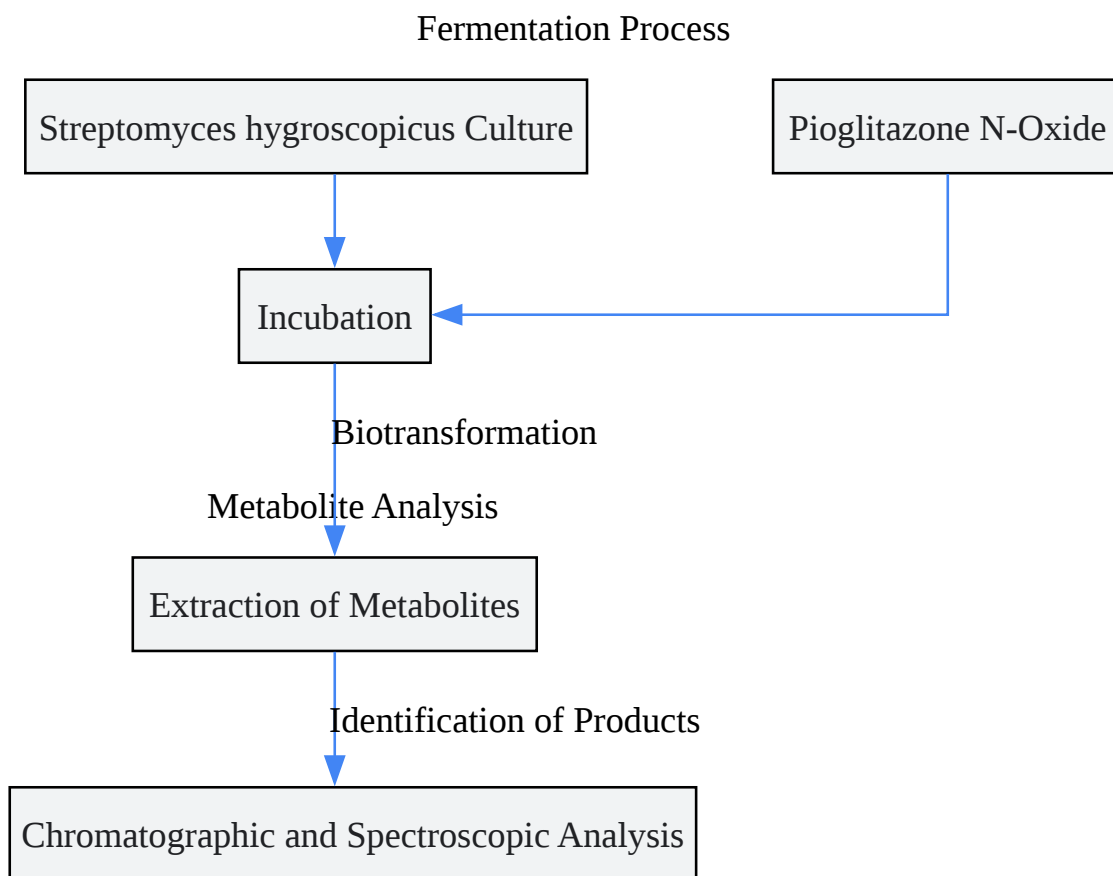 Fermentation Process
Streptomyces hygroscopicus Culture
Pioglitazone N-Oxide
Incubation
Biotransformation
Metabolite Analysis
Extraction of Metabolites
Identification of Products
Chromatographic and Spectroscopic Analysis